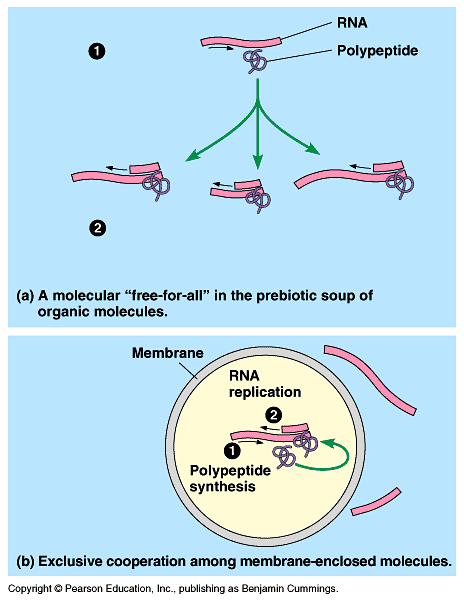 RNA
1
Polypeptide
2
(a) A molecular “free-for-all” in the prebiotic soup of
organic molecules.
Membrane
RNA
replication
2
1
Polypeptide
synthesis
(b) Exclusive cooperation among membrane-enclosed molecules.
Copyright © Pearson Education, Inc., publishing as Benjamin Cummings.